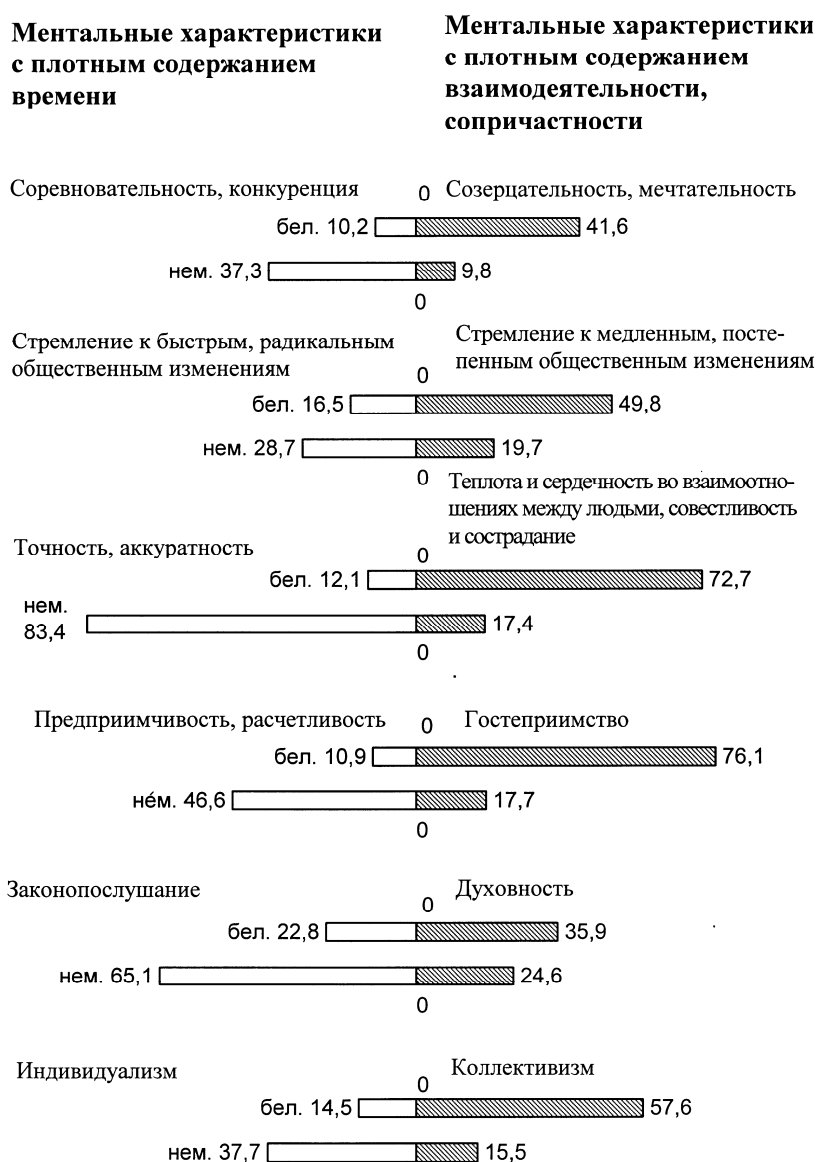 Ментальные характеристики
с плотным содержанием
времени
Ментальные характеристики
с плотным содержанием
взаимодеятельности,
сопричастности
Соревновательность, конкуренция
0
Созерцательность, мечтательность
бел. 10,2
41,6
нем. 37,3
9,8
0
Стремление к быстрым, радикальным
общественным изменениям
Стремление к медленным, посте-
пенным общественным изменениям
0
бел. 16,5
49,8
нем. 28,7
19,7
0
Точность, аккуратность
Теплота и сердечность во взаимоотно-
шениях между людьми, совестливость
и сострадание
0
бел. 12,1
72,7
нем.
83,4
17,4
0
Предприимчивость, расчетливость
0
Гостеприимство
бел. 10,9
76,1
нем. 46,6
17,7
0
Законопослушание
Духовность
0
бел. 22,8
35,9
нем. 65,1
24,6
0
Индивидуализм
Коллективизм
0
бел. 14,5
57,6
нем. 37,7
15,5